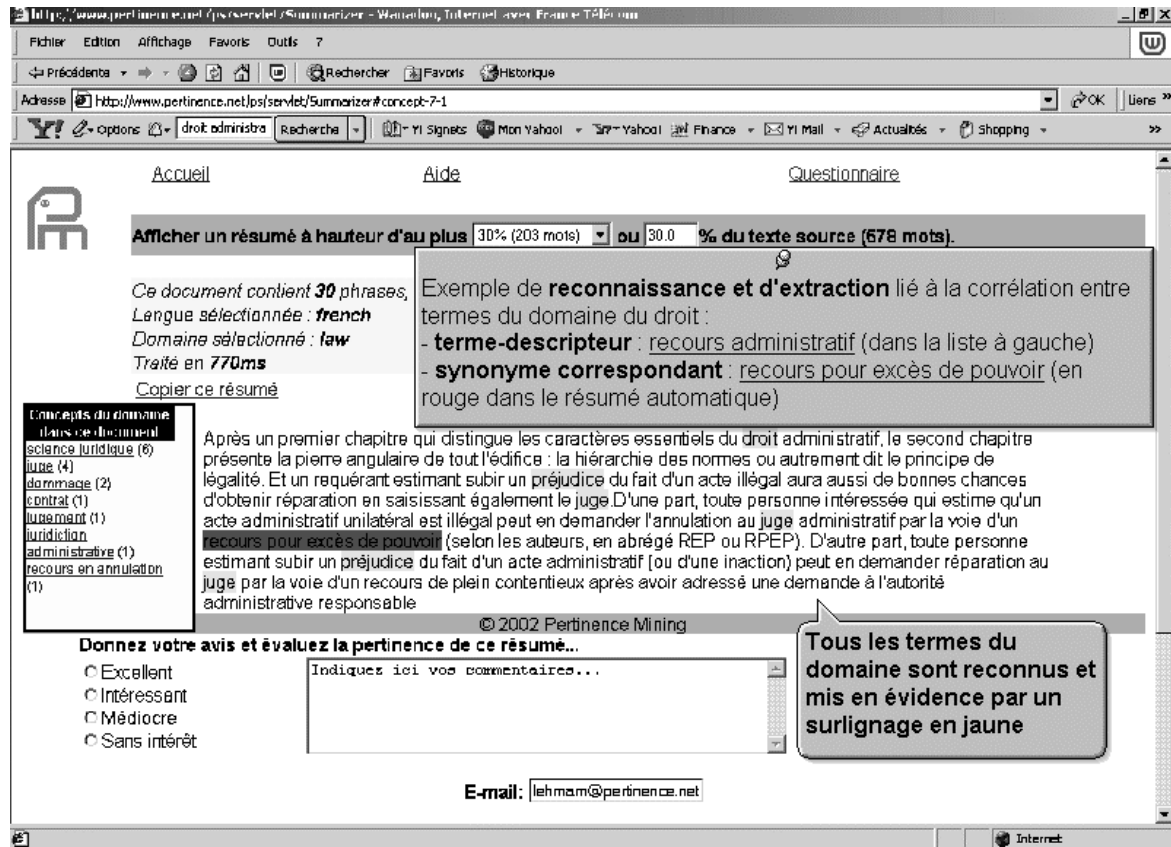 http://www.pertinence.net/ps/servlet/Summarizer - Wanadoo, Internet avec France Télécom
Fichier Edition Affichage Favoris Outils ?
Précédente Rechercher Favoris Historique
Adresse http://www.pertinence.net/ps/servlet/Summarizer#concept-7-1 OK Liens »
Y! Options droit administra Recherche Y! Signets Mon Yahoo! Yahoo! Finance Y! Mail Actualités Shopping »
Accueil Aide Questionnaire
Afficher un résumé à hauteur d'au plus 30% (203 mots) ou 30.0 % du texte source (678 mots).
Ce document contient 30 phrases,
Langue sélectionnée : french
Domaine sélectionné : law
Traité en 770ms
Copier ce résumé
Exemple de reconnaissance et d'extraction lié à la corrélation entre
termes du domaine du droit :
- terme-descripteur : recours administratif (dans la liste à gauche)
- synonyme correspondant : recours pour excès de pouvoir (en
rouge dans le résumé automatique)
Concepts du domaine
dans ce document
science juridique (6)
juge (4)
dommage (2)
contrat (1)
jugement (1)
juridiction
administrative (1)
recours en annulation
(1)
Après un premier chapitre qui distingue les caractères essentiels du droit administratif, le second chapitre
présente la pierre angulaire de tout l'édifice : la hiérarchie des normes ou autrement dit le principe de
légalité. Et un requérant estimant subir un préjudice du fait d'un acte illégal aura aussi de bonnes chances
d'obtenir réparation en saisissant également le juge.D'une part, toute personne intéressée qui estime qu'un
acte administratif unilatéral est illégal peut en demander l'annulation au juge administratif par la voie d'un
recours pour excès de pouvoir (selon les auteurs, en abrégé REP ou RPEP). D'autre part, toute personne
estimant subir un préjudice du fait d'un acte administratif [ou d'une inaction) peut en demander réparation au
juge par la voie d'un recours de plein contentieux après avoir adressé une demande à l'autorité
administrative responsable
© 2002 Pertinence Mining
Donnez votre avis et évaluez la pertinence de ce résumé...
Excellent
Intéressant
Médiocre
Sans intérêt
Indiquez ici vos commentaires...
Tous les termes du
domaine sont reconnus et
mis en évidence par un
surlignage en jaune
E-mail: lehmam@pertinence.net
Internet